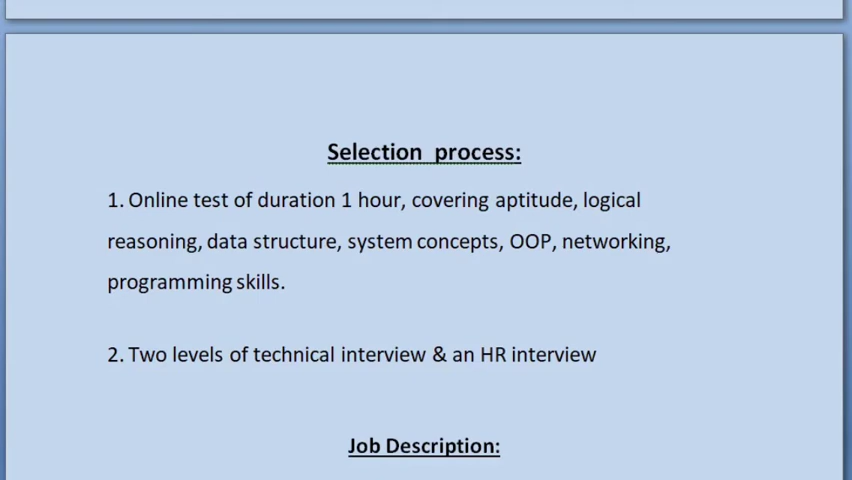 Selection process:
1. Online test of duration 1 hour, covering aptitude, logical
reasoning, data structure, system concepts, OOP, networking,
programming skills.
2. Two levels of technical interview & an HR interview
Job Description: